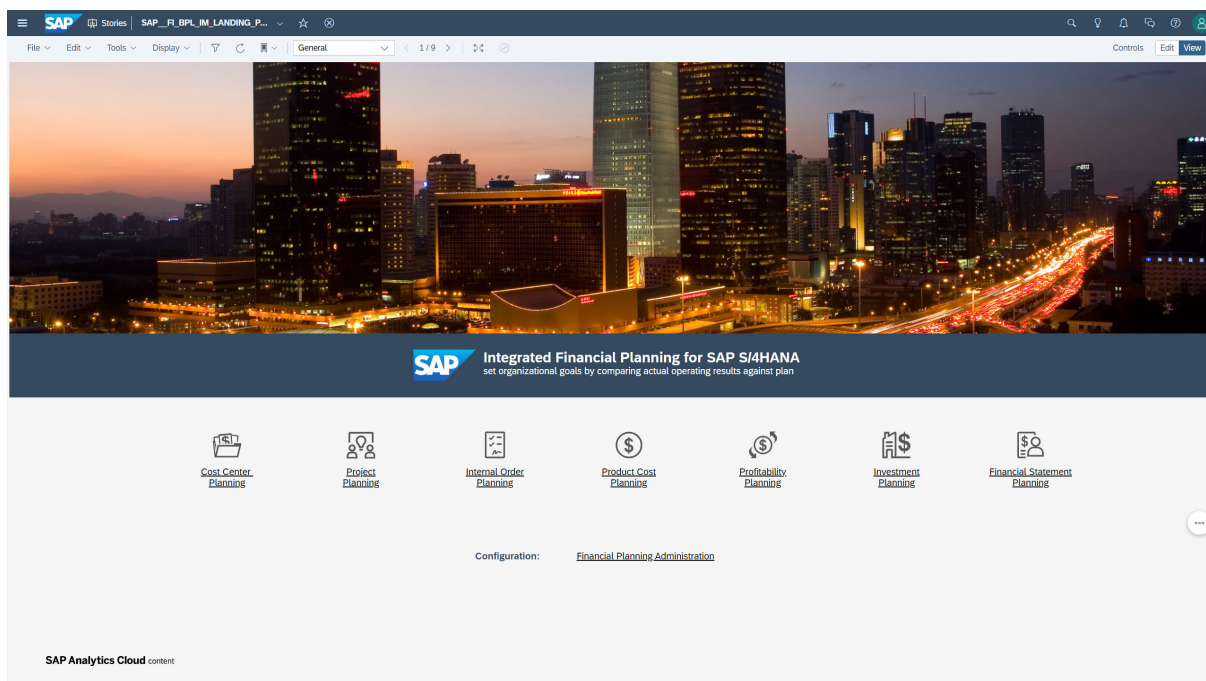 SAP Stories SAP__FI_BPL_IM_LANDING_P...
File Edit Tools Display General 1/9 Controls Edit View
SAP Integrated Financial Planning for SAP S/4HANA
set organizational goals by comparing actual operating results against plan
Cost Center
Planning
Project
Planning
Internal Order
Planning
Product Cost
Planning
Profitability
Planning
Investment
Planning
Financial Statement
Planning
Configuration: Financial Planning Administration
SAP Analytics Cloud content